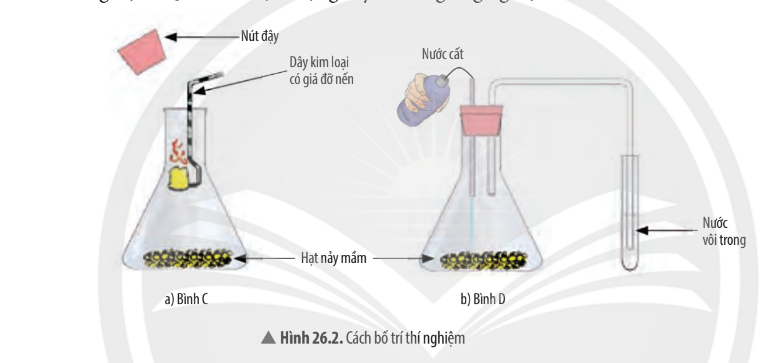 Nút đậy
Dây kim loại
có giá đỡ nến
Nước cất
Nước
vôi trong
Hạt nảy mầm
a) Bình C
b) Bình D
▲ Hình 26.2. Cách bố trí thí nghiệm